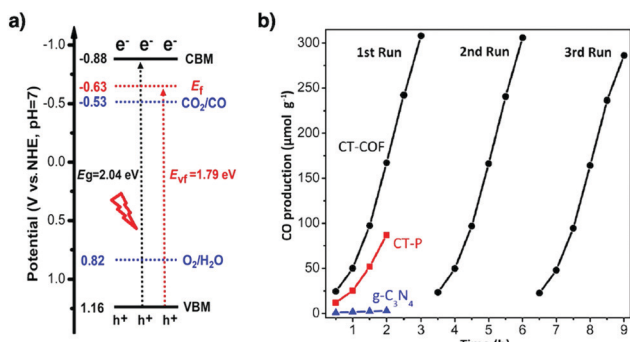 a)
e- e- e-
-1.0
-0.88
CBM
-0.63
Ef
-0.5
-0.53
CO2/CO
0.0
Eg=2.04 eV
Evf=1.79 eV
0.5
0.82
O2/H2O
1.0
1.16
VBM
h+ h+ h+
Potential (V vs. NHE, pH=7)
b)
300
1st Run
2nd Run
3rd Run
250
200
CT-COF
150
100
CT-P
50
g-C3N4
0
0 1 2 3 4 5 6 7 8 9
CO production (μmol g-1)
Time (h)